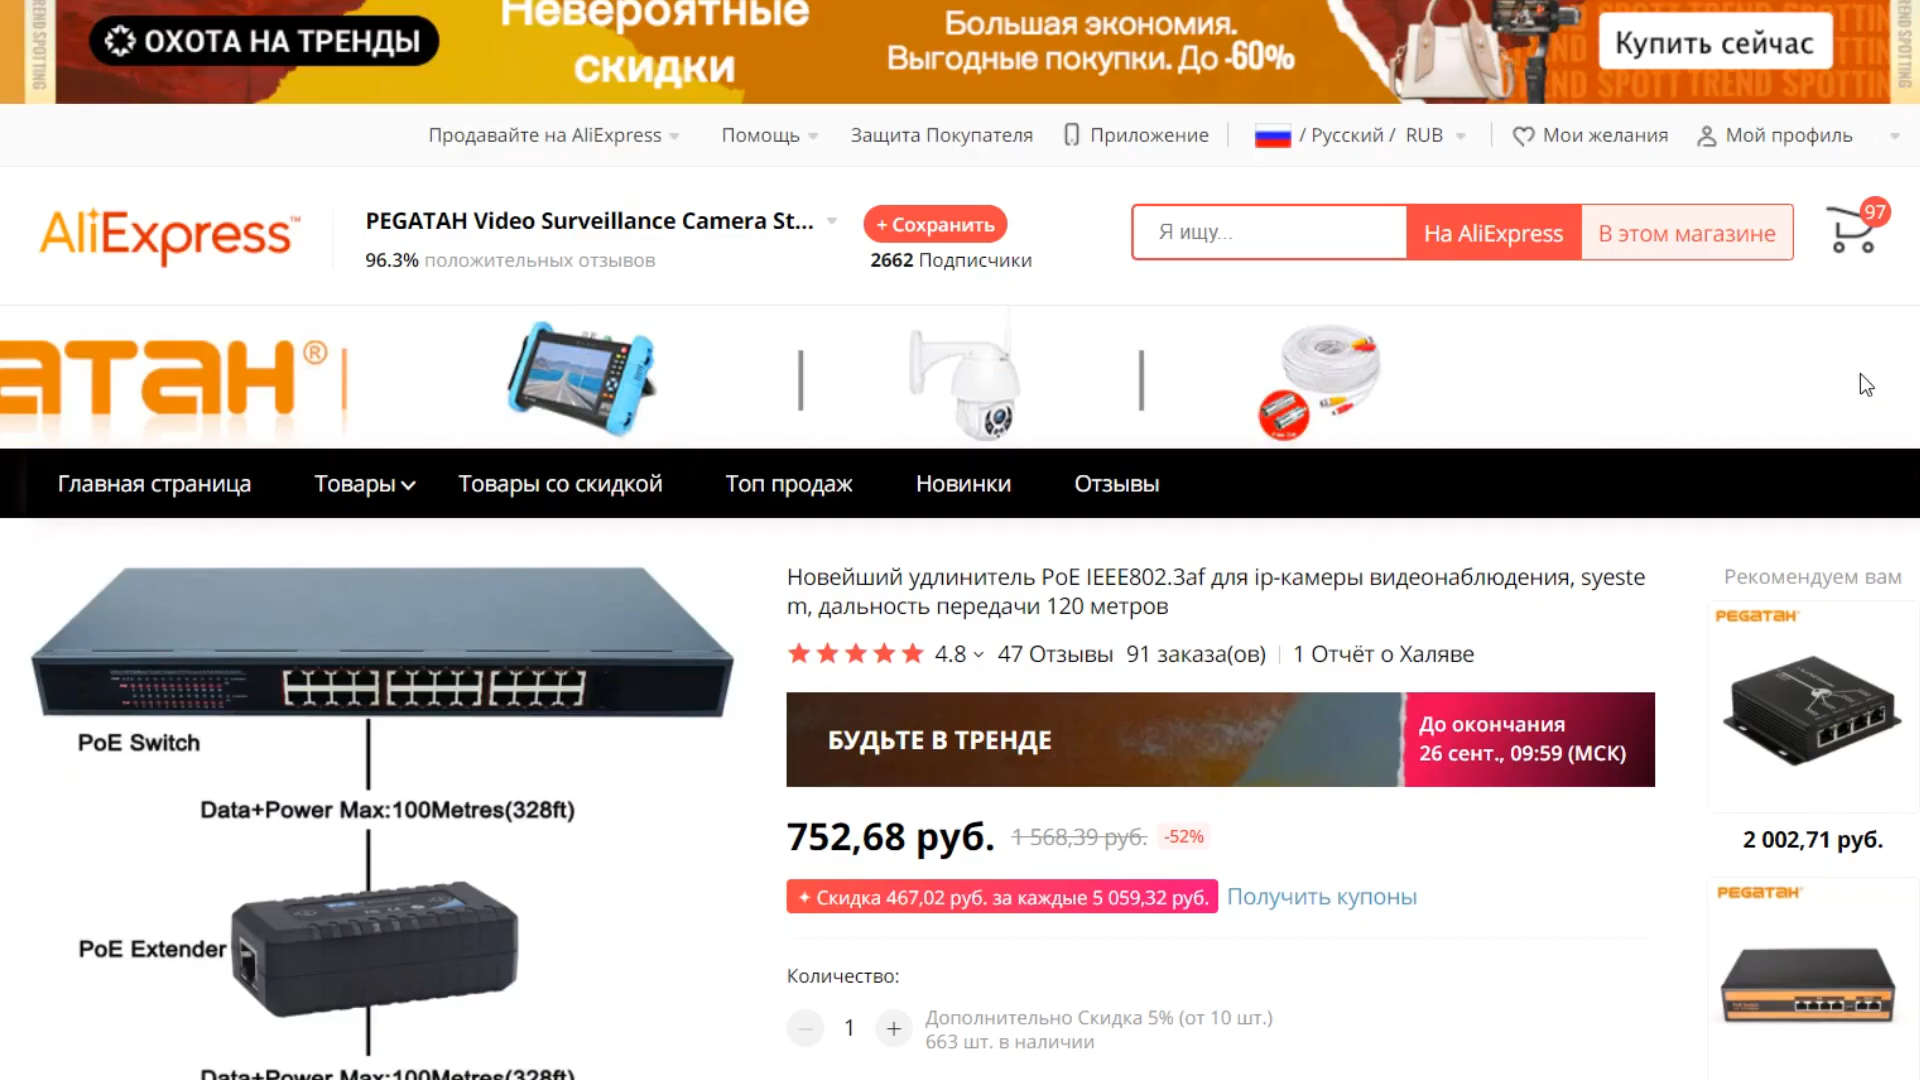 ОХОТА НА ТРЕНДЫ
Невероятные
скидки
Большая экономия.
Выгодные покупки. До -60%
Купить сейчас
Продавайте на AliExpress
Помощь
Защита Покупателя
Приложение
/ Русский / RUB
Мои желания
Мой профиль
AliExpress™
PEGATAH Video Surveillance Camera St...
+ Сохранить
96.3% положительных отзывов
2662 Подписчики
Я ищу...
На AliExpress
В этом магазине
97
ATAH®
Главная страница
Товары
Товары со скидкой
Топ продаж
Новинки
Отзывы
PoE Switch
Data+Power Max:100Metres(328ft)
PoE Extender
Data+Power Max:100Metres(328ft)
Новейший удлинитель PoE IEEE802.3af для ip-камеры видеонаблюдения, syeste
m, дальность передачи 120 метров
4.8 47 Отзывы 91 заказа(ов) 1 Отчёт о Халяве
БУДЬТЕ В ТРЕНДЕ
До окончания
26 сент., 09:59 (МСК)
752,68 руб. 1 568,39 руб. -52%
Скидка 467,02 руб. за каждые 5 059,32 руб. Получить купоны
Количество:
1
Дополнительно Скидка 5% (от 10 шт.)
663 шт. в наличии
Рекомендуем вам
PEGATAH
2 002,71 руб.
PEGATAH